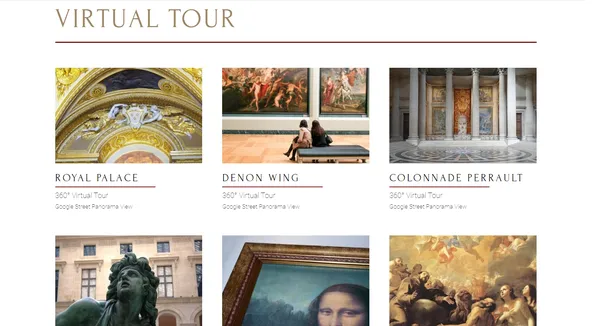 VIRTUAL TOUR
ROYAL PALACE
360° Virtual Tour
Google Street Panorama View
DENON WING
360° Virtual Tour
Google Street Panorama View
COLONNADE PERRAULT
360° Virtual Tour
Google Street Panorama View